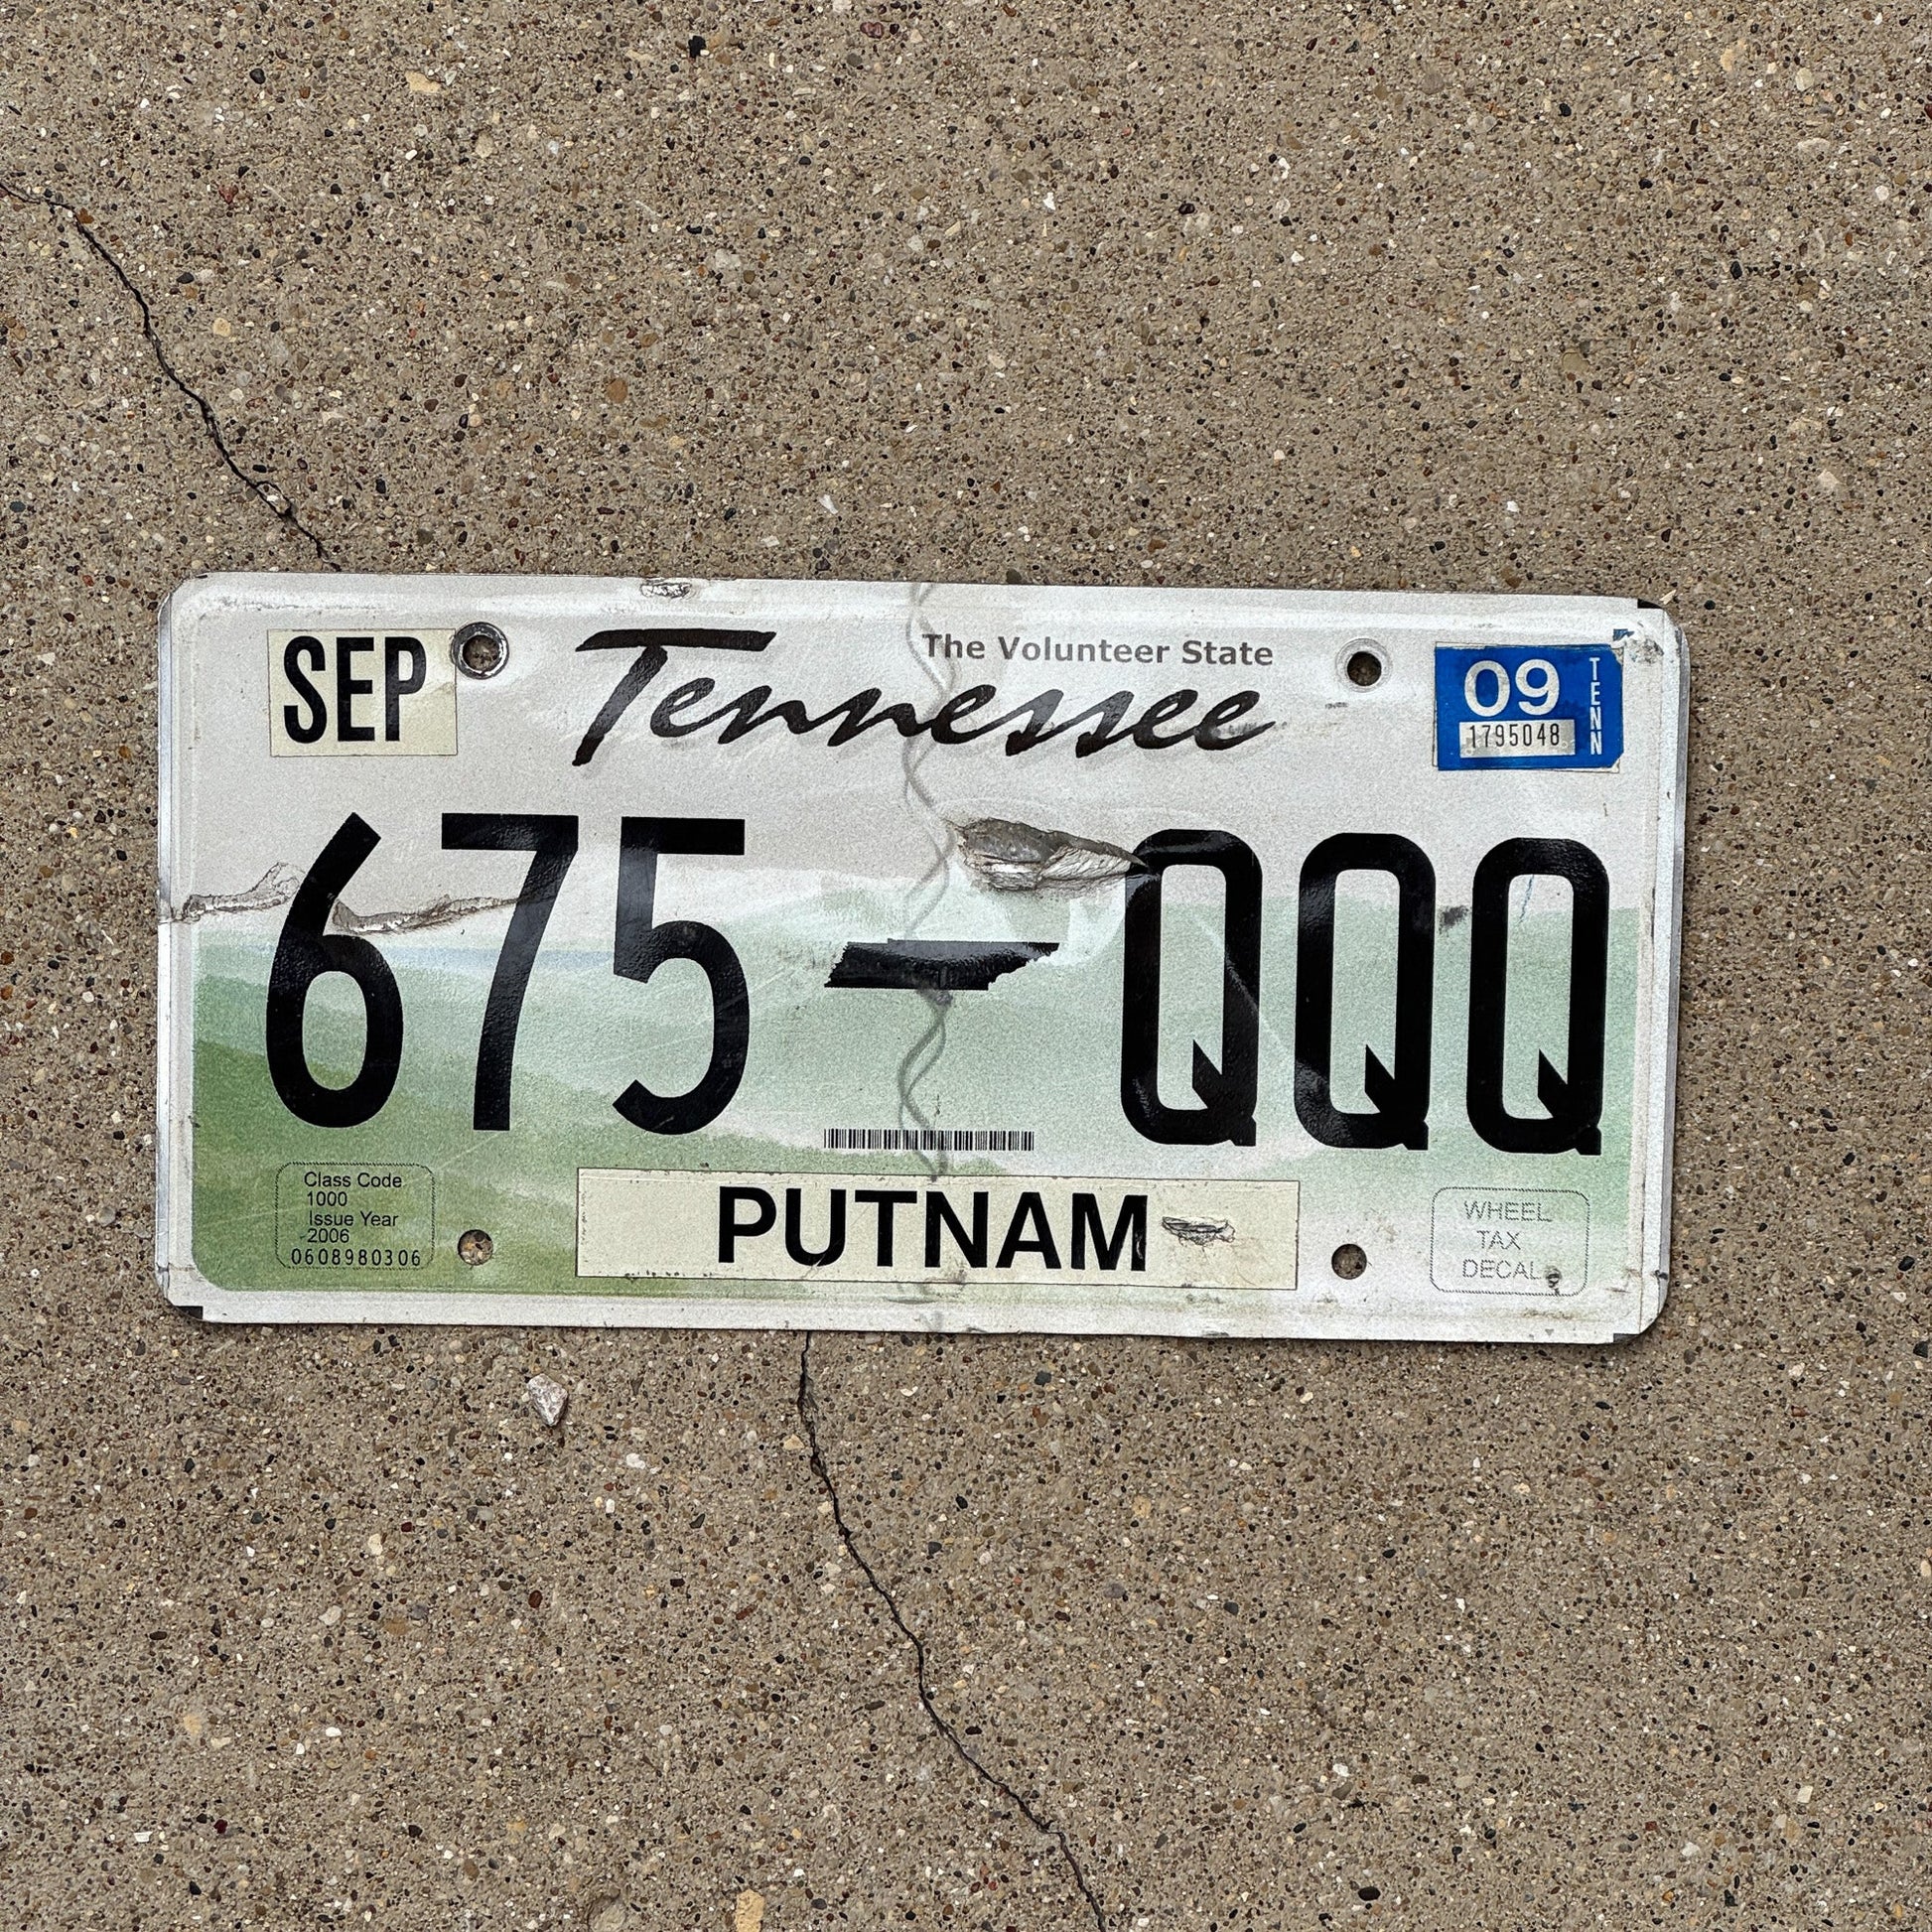 SEP
The Volunteer State
Tennessee
09
1795048
TENN
675 QQQ
Class Code
1000
Issue Year
2006
0608980306
PUTNAM
WHEEL
TAX
DECAL